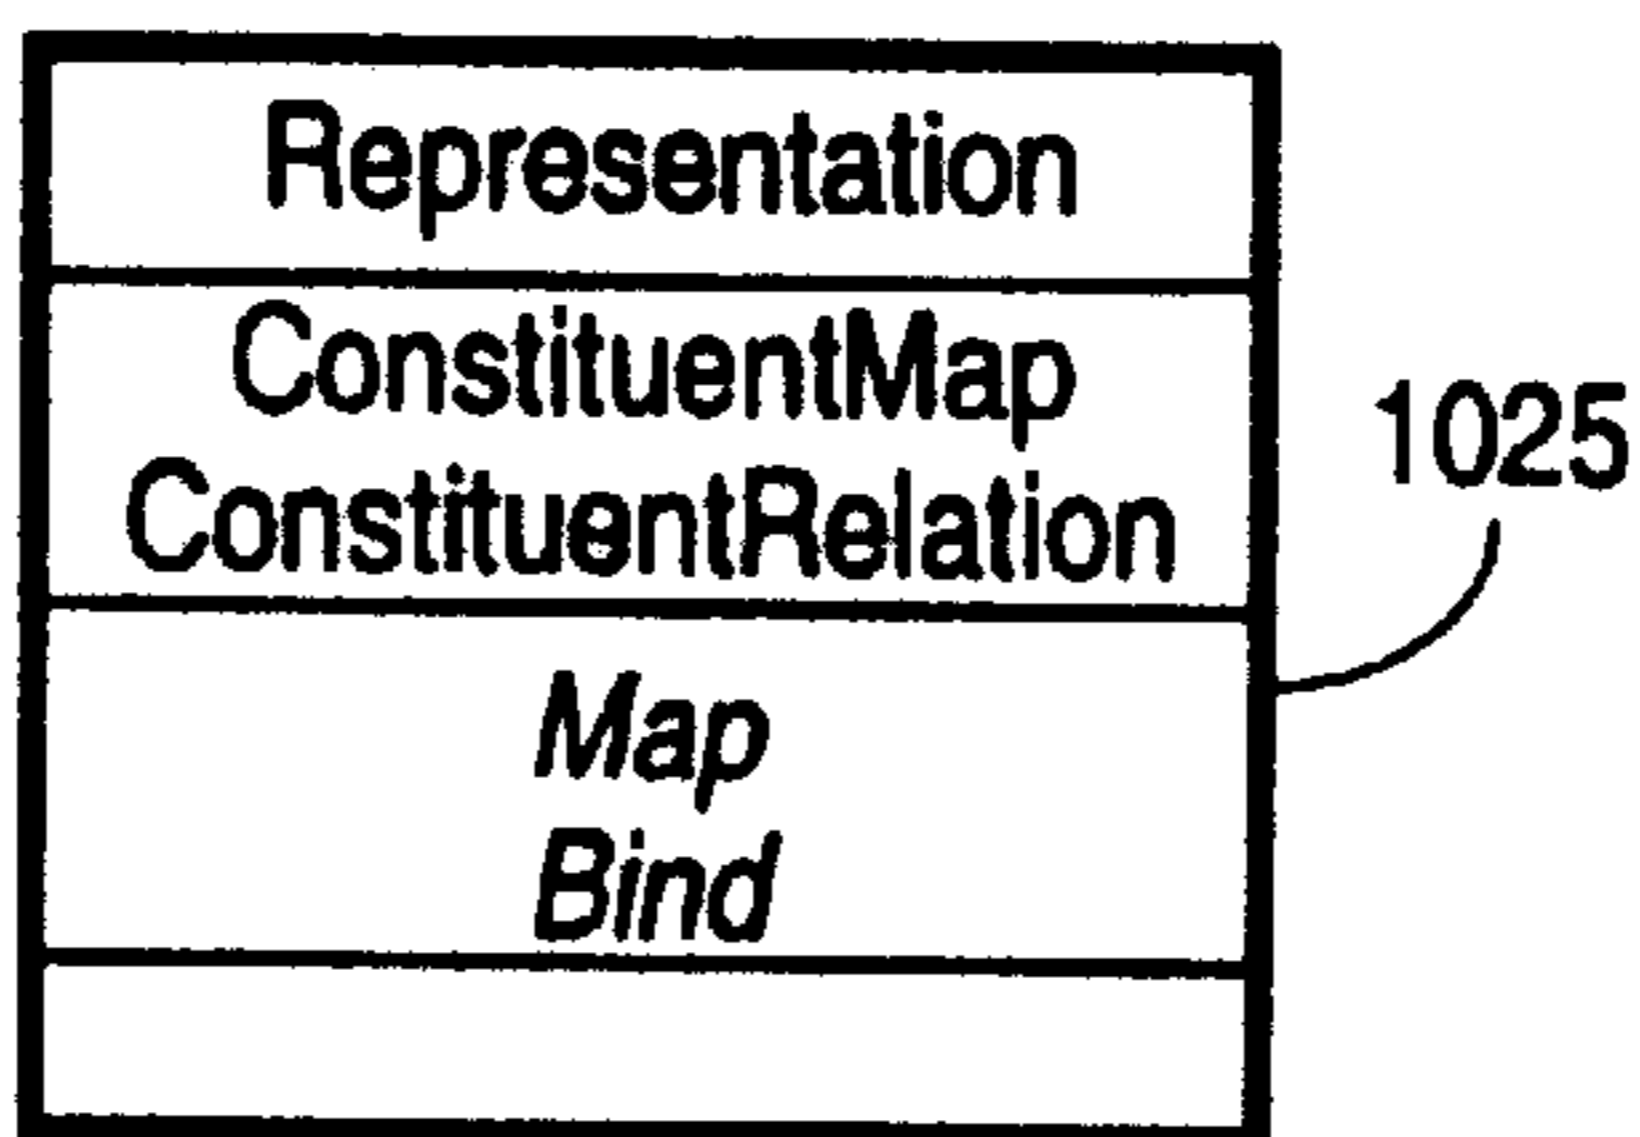 Representation
ConstituentMap
ConstituentRelation
1025
Map
Bind